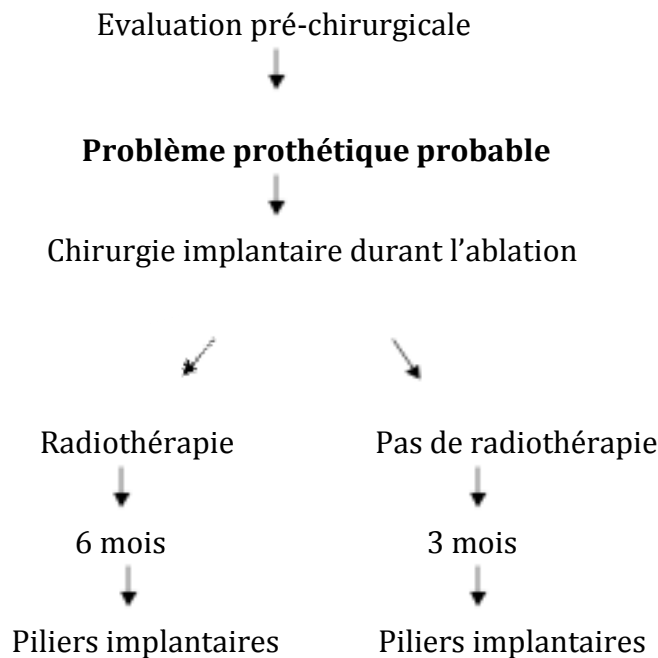 Evaluation pré-chirurgicale
Problème prothétique probable
Chirurgie implantaire durant l’ablation
Radiothérapie
Pas de radiothérapie
6 mois
3 mois
Piliers implantaires
Piliers implantaires